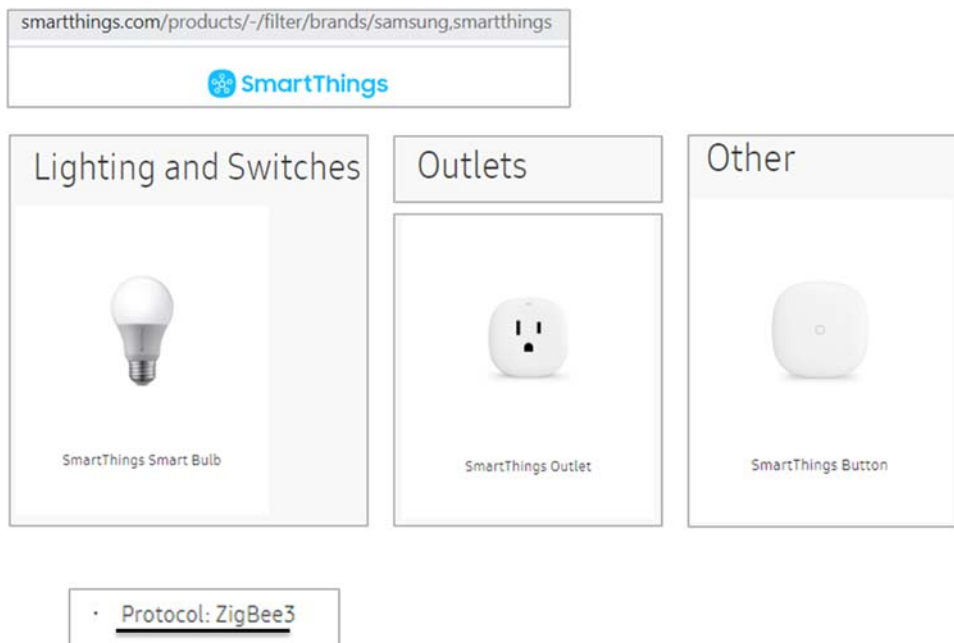 smartthings.com/products/-/filter/brands/samsung,smartthings
SmartThings
Lighting and Switches
SmartThings Smart Bulb
Outlets
SmartThings Outlet
Other
SmartThings Button
· Protocol: ZigBee3